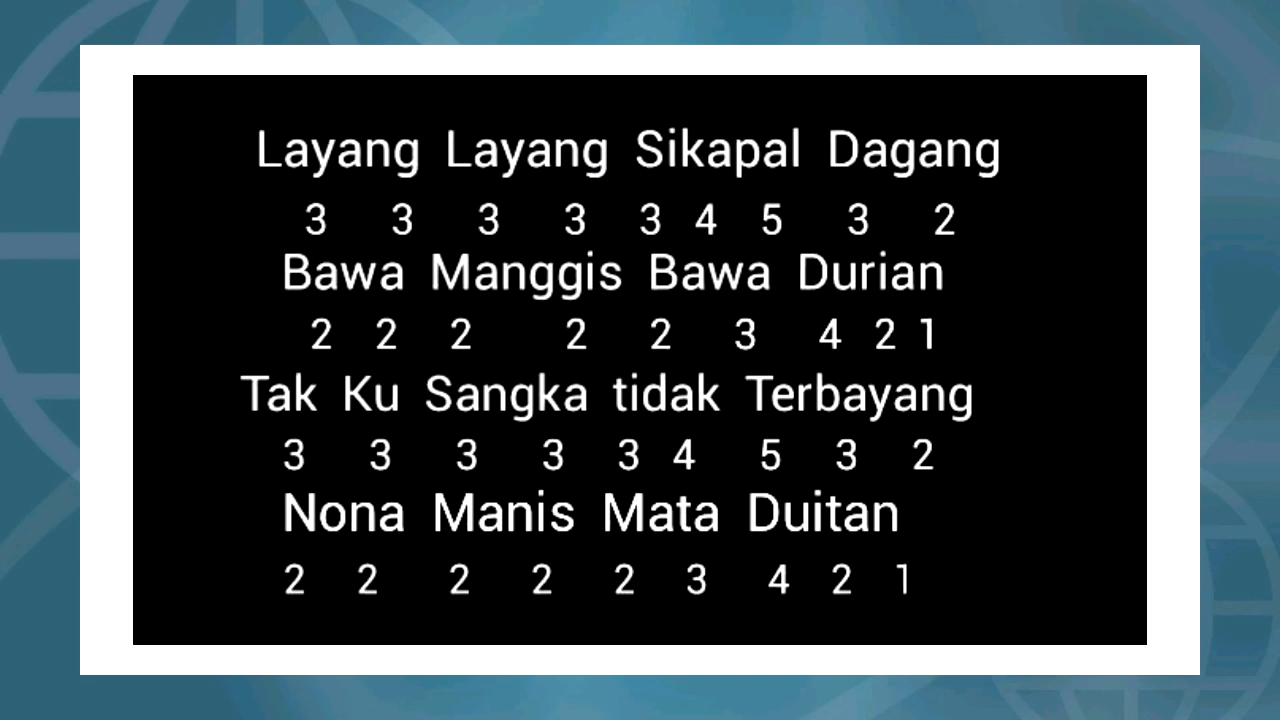 Layang Layang Sikapal Dagang
3 3 3 3 3 4 5 3 2
Bawa Manggis Bawa Durian
2 2 2 2 2 3 4 2 1
Tak Ku Sangka tidak Terbayang
3 3 3 3 3 4 5 3 2
Nona Manis Mata Duitan
2 2 2 2 2 3 4 2 1